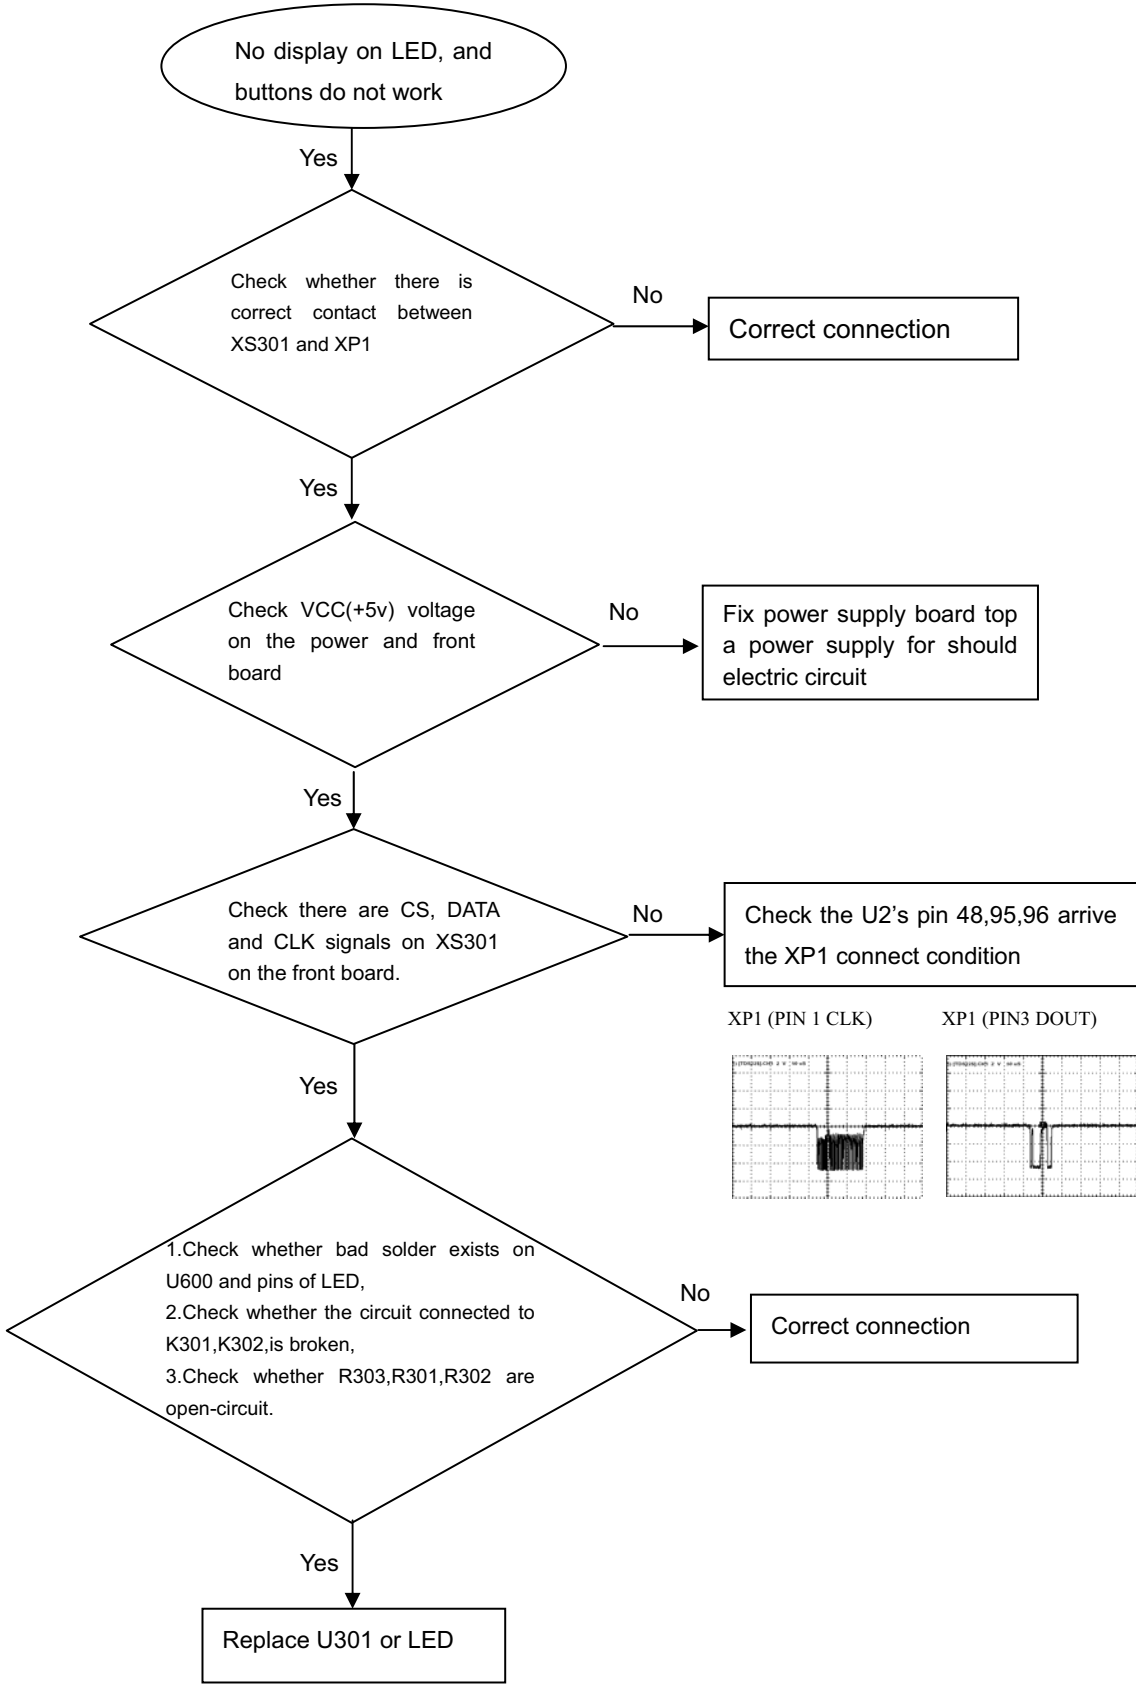 No display on LED, and
buttons do not work
Yes
Check whether there is
correct contact between
XS301 and XP1
No
Correct connection
Yes
Check VCC(+5v) voltage
on the power and front
board
No
Fix power supply board top
a power supply for should
electric circuit
Yes
Check there are CS, DATA
and CLK signals on XS301
on the front board.
No
Check the U2's pin 48,95,96 arrive
the XP1 connect condition
XP1 (PIN 1 CLK)
XP1 (PIN3 DOUT)
Yes
1.Check whether bad solder exists on
U600 and pins of LED,
2.Check whether the circuit connected to
K301,K302,is broken,
3.Check whether R303,R301,R302 are
open-circuit.
No
Correct connection
Yes
Replace U301 or LED